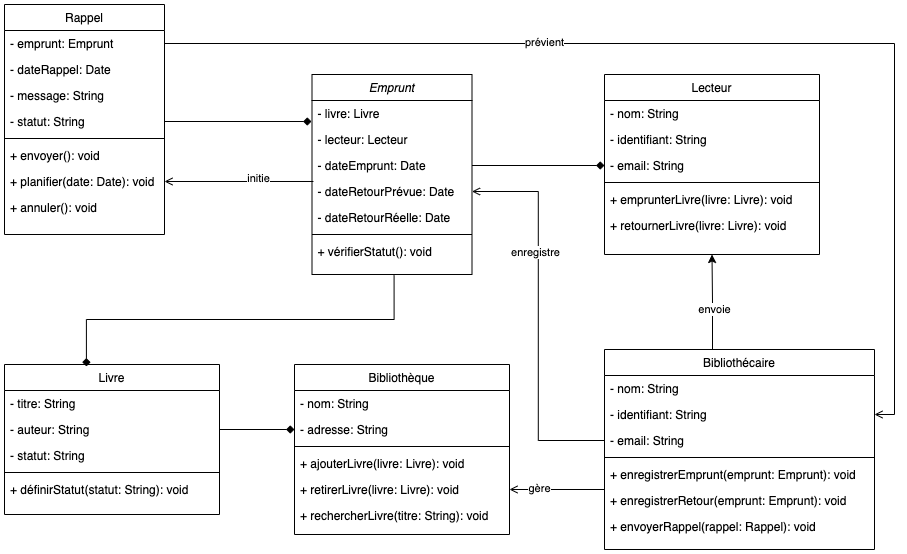 Rappel
- emprunt: Emprunt
- dateRappel: Date
- message: String
- statut: String
+ envoyer(): void
+ planifier(date: Date): void
+ annuler(): void
prévient
Emprunt
- livre: Livre
- lecteur: Lecteur
- dateEmprunt: Date
- dateRetourPrévue: Date
- dateRetourRéelle: Date
+ vérifierStatut(): void
initie
Lecteur
- nom: String
- identifiant: String
- email: String
+ emprunterLivre(livre: Livre): void
+ retournerLivre(livre: Livre): void
enregistre
envoie
Livre
- titre: String
- auteur: String
- statut: String
+ définirStatut(statut: String): void
Bibliothèque
- nom: String
- adresse: String
+ ajouterLivre(livre: Livre): void
+ retirerLivre(livre: Livre): void
+ rechercherLivre(titre: String): void
gère
Bibliothécaire
- nom: String
- identifiant: String
- email: String
+ enregistrerEmprunt(emprunt: Emprunt): void
+ enregistrerRetour(emprunt: Emprunt): void
+ envoyerRappel(rappel: Rappel): void